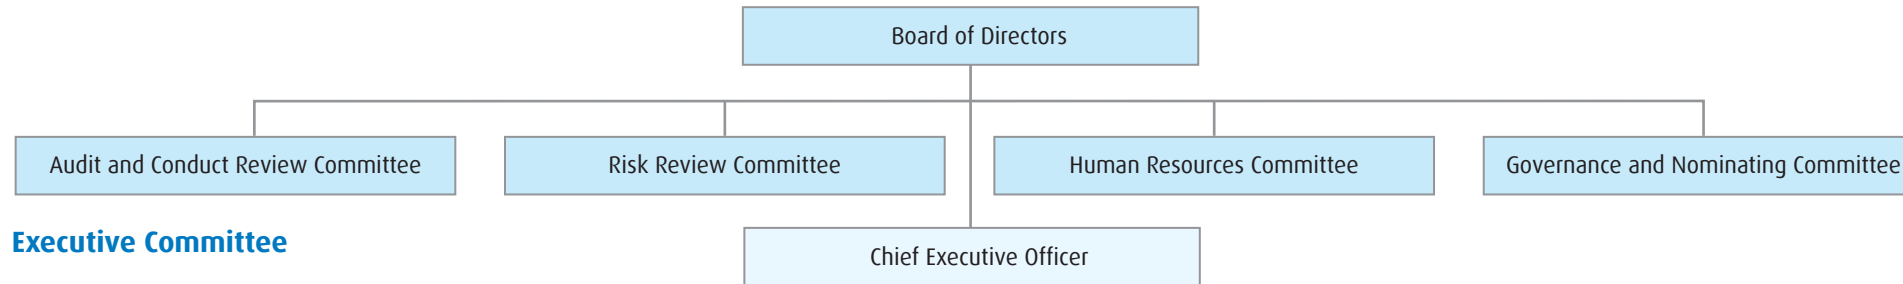 Board of Directors
Audit and Conduct Review Committee
Risk Review Committee
Human Resources Committee
Governance and Nominating Committee
Executive Committee
Chief Executive Officer